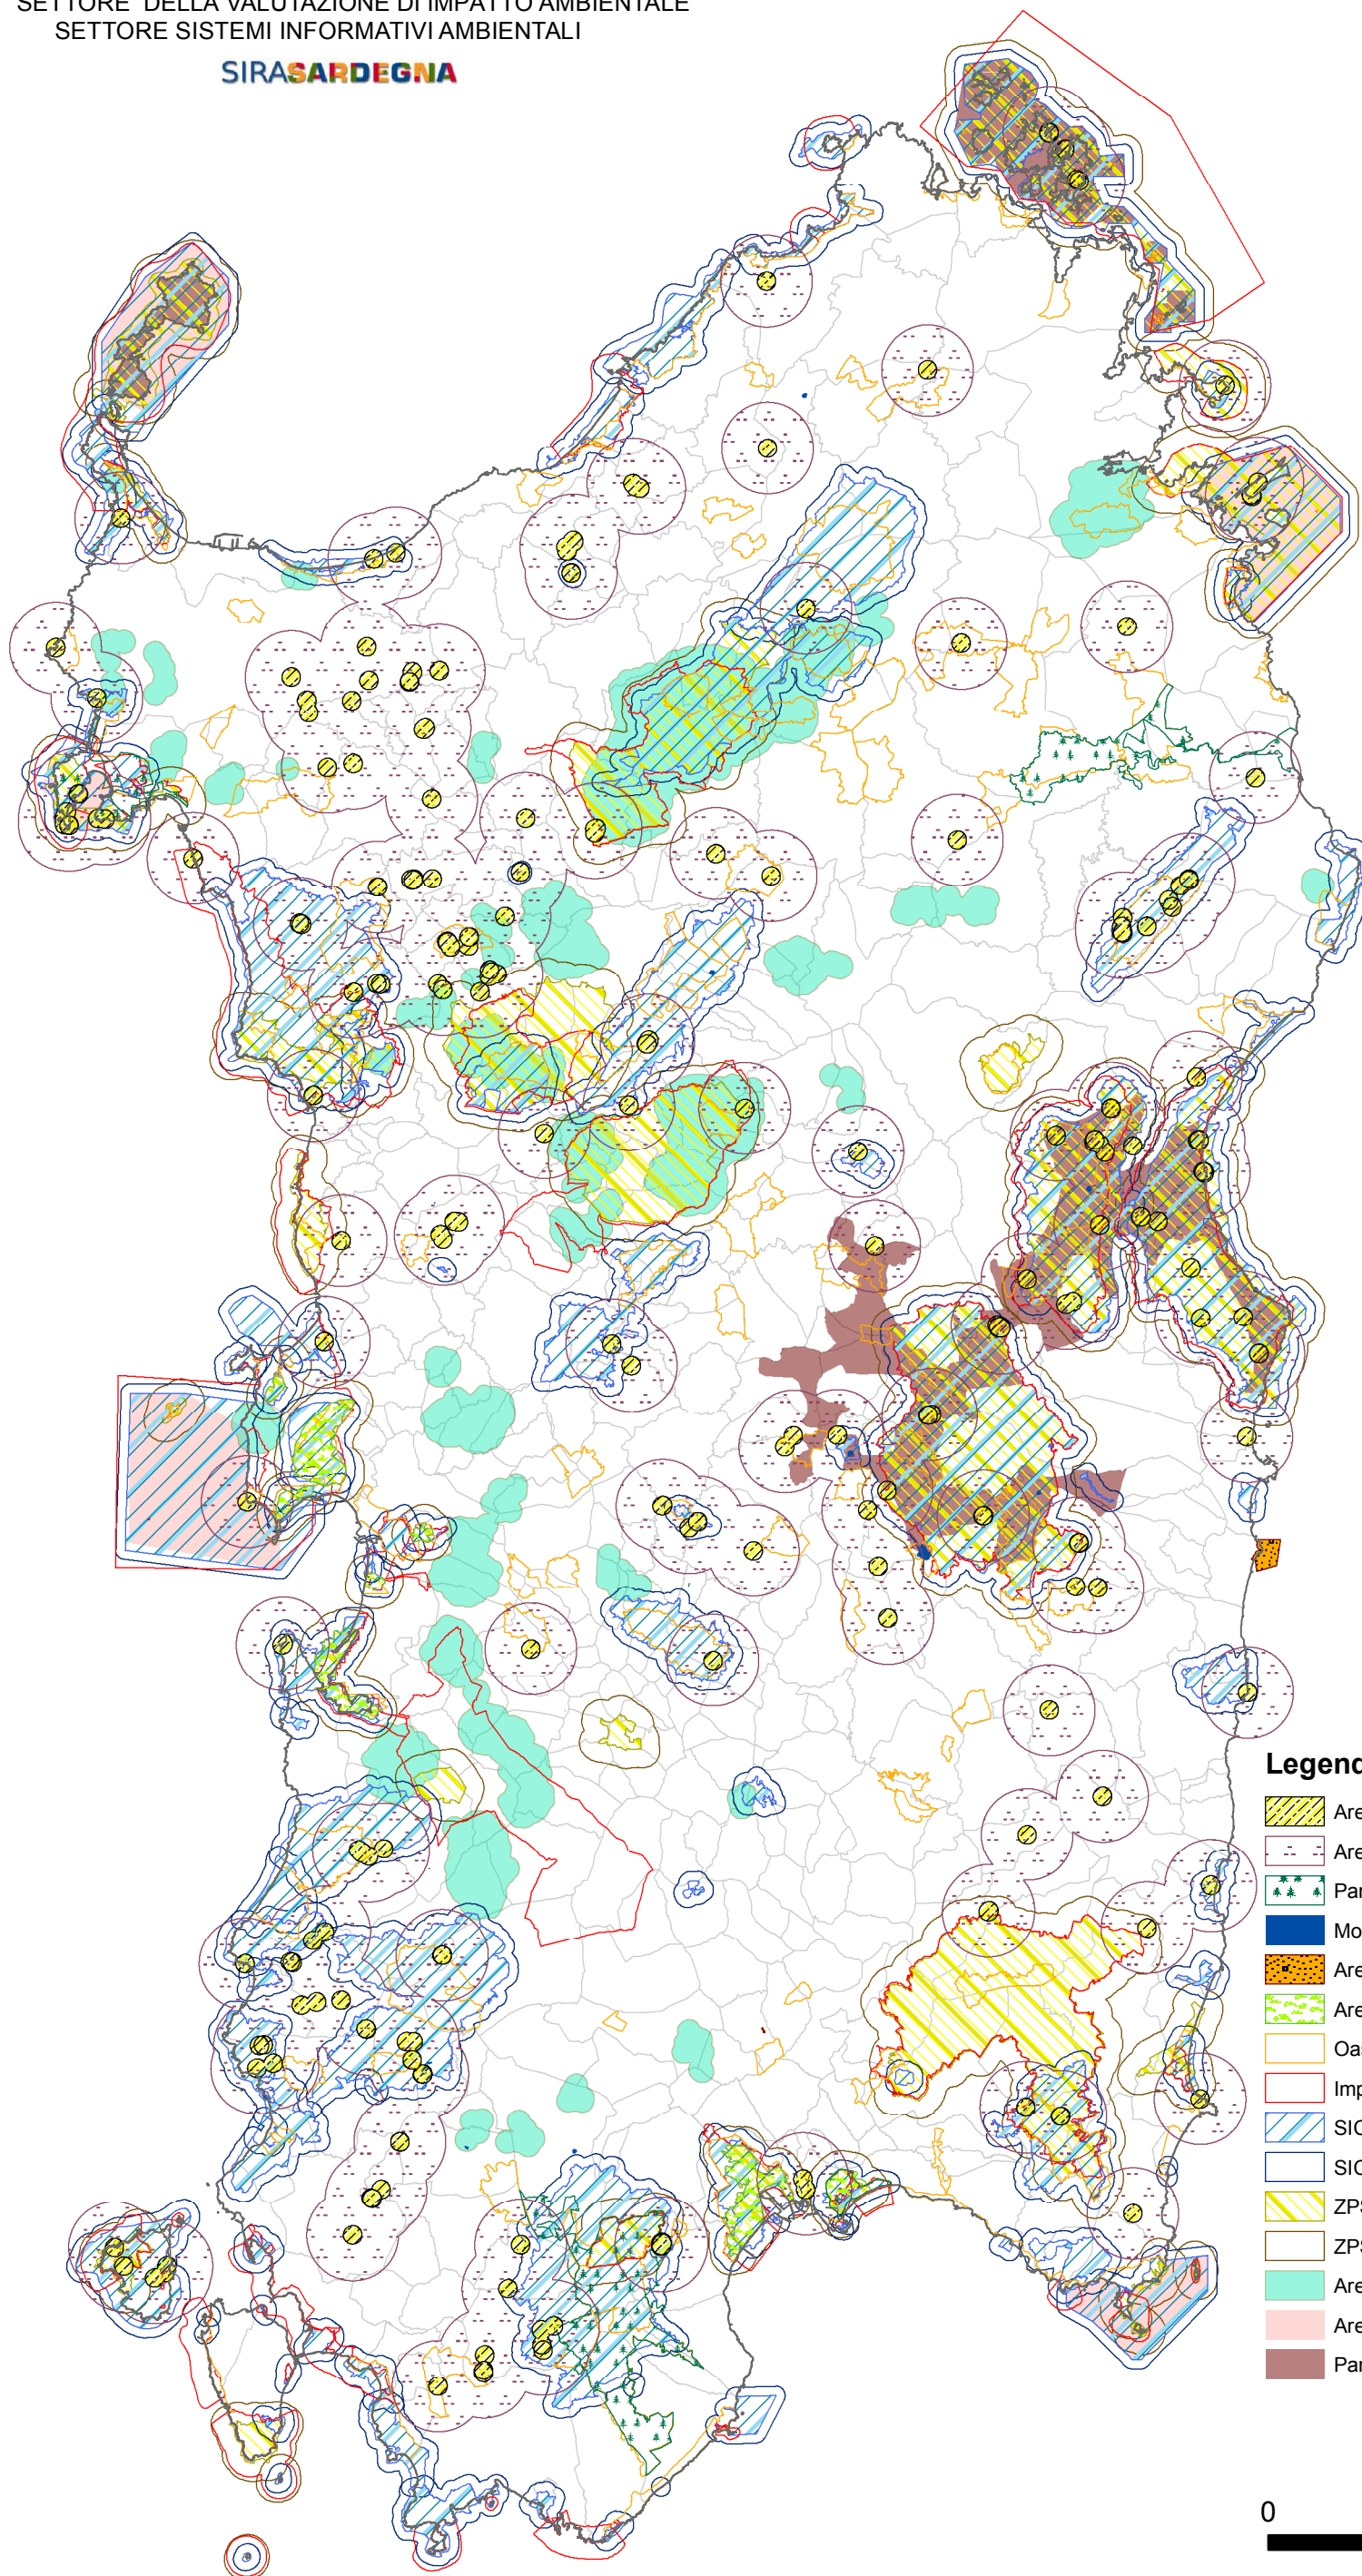 SETTORE DELLA VALUTAZIONE DI IMPATTO AMBIENTALE
SETTORE SISTEMI INFORMATIVI AMBIENTALI
SIRASARDEGNA
Legend
Are
Are
Par
Mo
Are
Are
Oas
Imp
SIC
SIC
ZPS
ZPS
Are
Are
Par
0